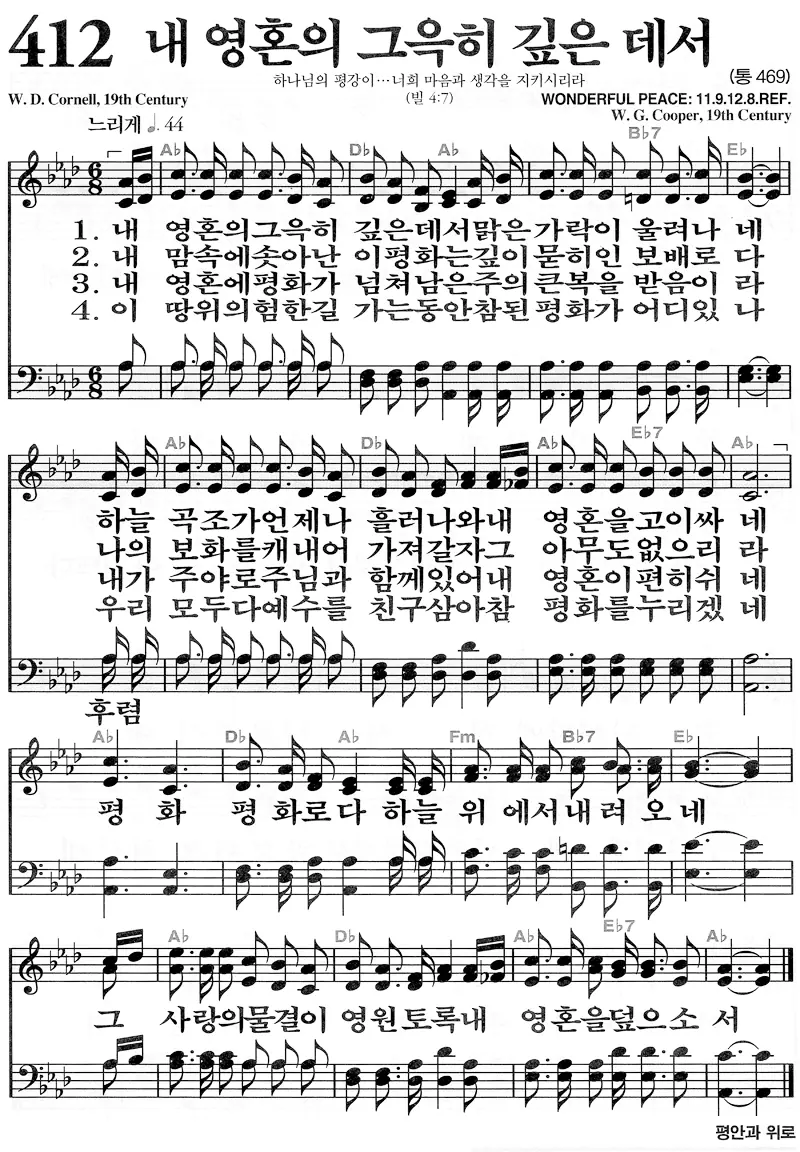 412 내 영혼의 그윽히 깊은 데서
(통 469)
하나님의 평강이…너희 마음과 생각을 지키시리라
(빌 4:7)
W. D. Cornell, 19th Century
WONDERFUL PEACE: 11.9.12.8.REF.
W. G. Cooper, 19th Century
느리게 ♩. 44
A♭ D♭ A♭ B♭7 E♭
6/8
1. 내 영혼의그윽히 깊은데서맑은가락이 울려나 네
2. 내 맘속에솟아난 이평화는깊이묻히인 보배로 다
3. 내 영혼에평화가 넘쳐남은주의큰복을 받음이 라
4. 이 땅위의험한길 가는동안참된평화가 어디있 나
6/8
A♭ D♭ A♭ E♭7 A♭
하늘 곡조가언제나 흘러나와내 영혼을고이싸 네
나의 보화를캐내어 가져갈자그 아무도없으리 라
내가 주야로주님과 함께있어내 영혼이편히쉬 네
우리 모두다예수를 친구삼아참 평화를누리겠 네
후렴
A♭ D♭ A♭ Fm B♭7 E♭
평 화 평 화로다 하늘 위 에서내 려 오 네
A♭ D♭ A♭ E♭7 A♭
그 사랑의물결이 영원토록내 영혼을덮으소 서
평안과 위로